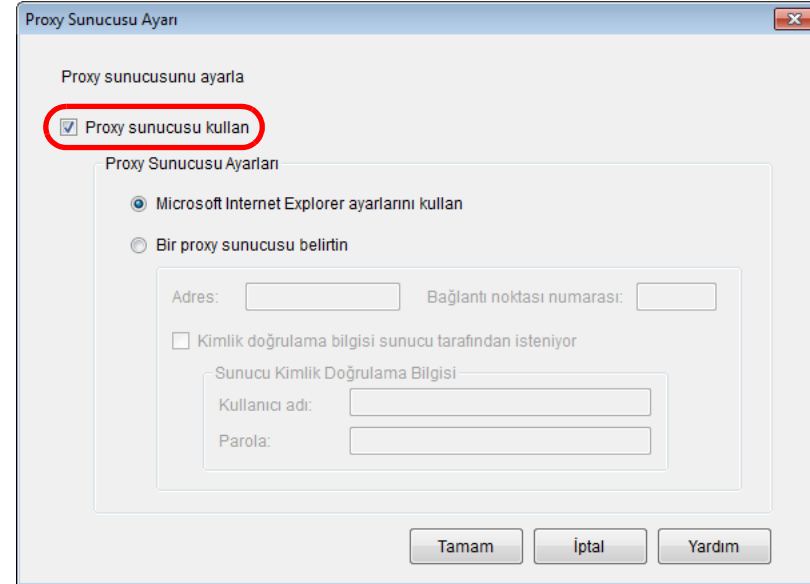 Proxy Sunucusu Ayarı
Proxy sunucusunu ayarla
Proxy sunucusu kullan
Proxy Sunucusu Ayarları
Microsoft Internet Explorer ayarlarını kullan
Bir proxy sunucusu belirtin
Adres: Bağlantı noktası numarası:
Kimlik doğrulama bilgisi sunucu tarafından isteniyor
Sunucu Kimlik Doğrulama Bilgisi
Kullanıcı adı:
Parola:
Tamam İptal Yardım